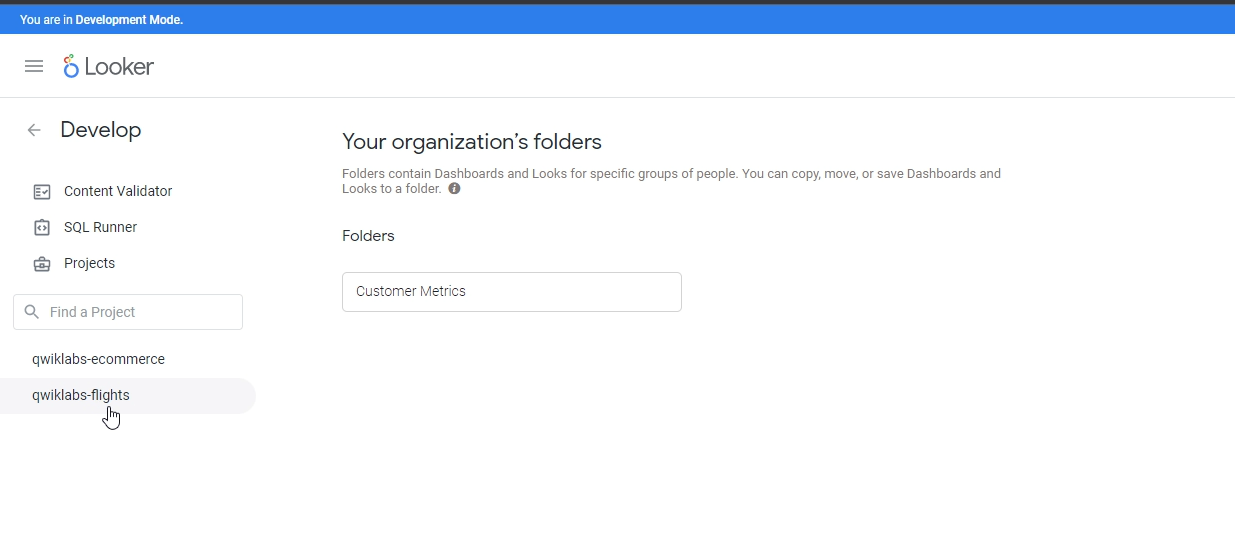 You are in Development Mode.
Looker
Develop
Content Validator
SQL Runner
Projects
Find a Project
qwiklabs-ecommerce
qwiklabs-flights
Your organization's folders
Folders contain Dashboards and Looks for specific groups of people. You can copy, move, or save Dashboards and
Looks to a folder.
Folders
Customer Metrics